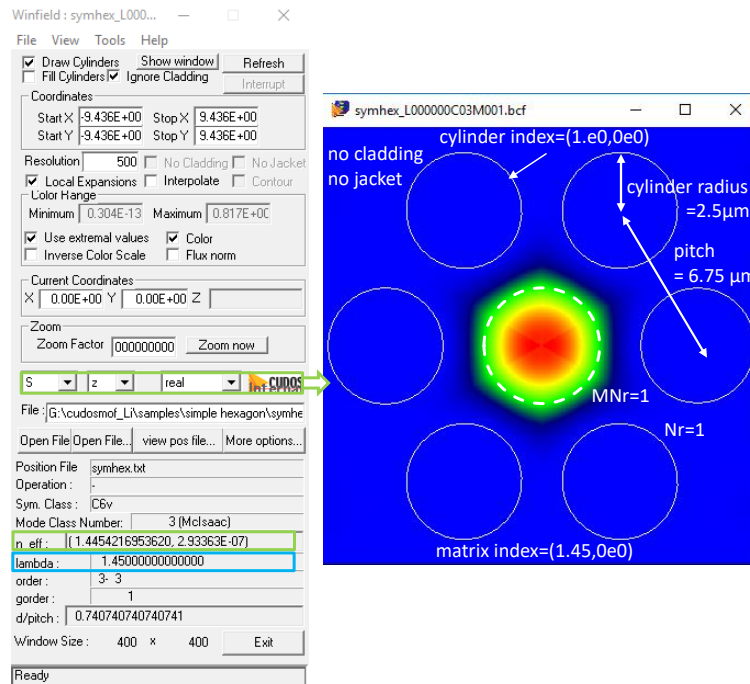 Winfield : symhex_L000...
File View Tools Help
Draw Cylinders Show window Refresh
Fill Cylinders Ignore Cladding Interrupt
Coordinates
Start X -9.436E+00 Stop X 9.436E+00
Start Y -9.436E+00 Stop Y 9.436E+00
Resolution 500 No Cladding No Jacket
Local Expansions Interpolate Contour
Color Range
Minimum 0.304E-13 Maximum 0.817E+0
Use extremal values Color
Inverse Color Scale Flux norm
Current Coordinates
X 0.00E+00 Y 0.00E+00 Z
Zoom
Zoom Factor 000000000 Zoom now
S z real CUDOS
File : G:\cudosmof_Li\samples\simple hexagon\symhe
Open File Open File... view pos file... More options...
Position File symhex.txt
Operation : -
Sym. Class : C6v
Mode Class Number: 3 (McIsaac)
n_eff : ( 1.4454216953620, 2.93363E-07)
lambda : 1.45000000000000
order : 3- 3
gorder : 1
d/pitch : 0.740740740740741
Window Size : 400 × 400 Exit
Ready
symhex_L000000C03M001.bcf
cylinder index=(1.e0,0e0)
no cladding
no jacket
cylinder radius
=2.5μm
pitch
= 6.75 μm
MNr=1
Nr=1
matrix index=(1.45,0e0)